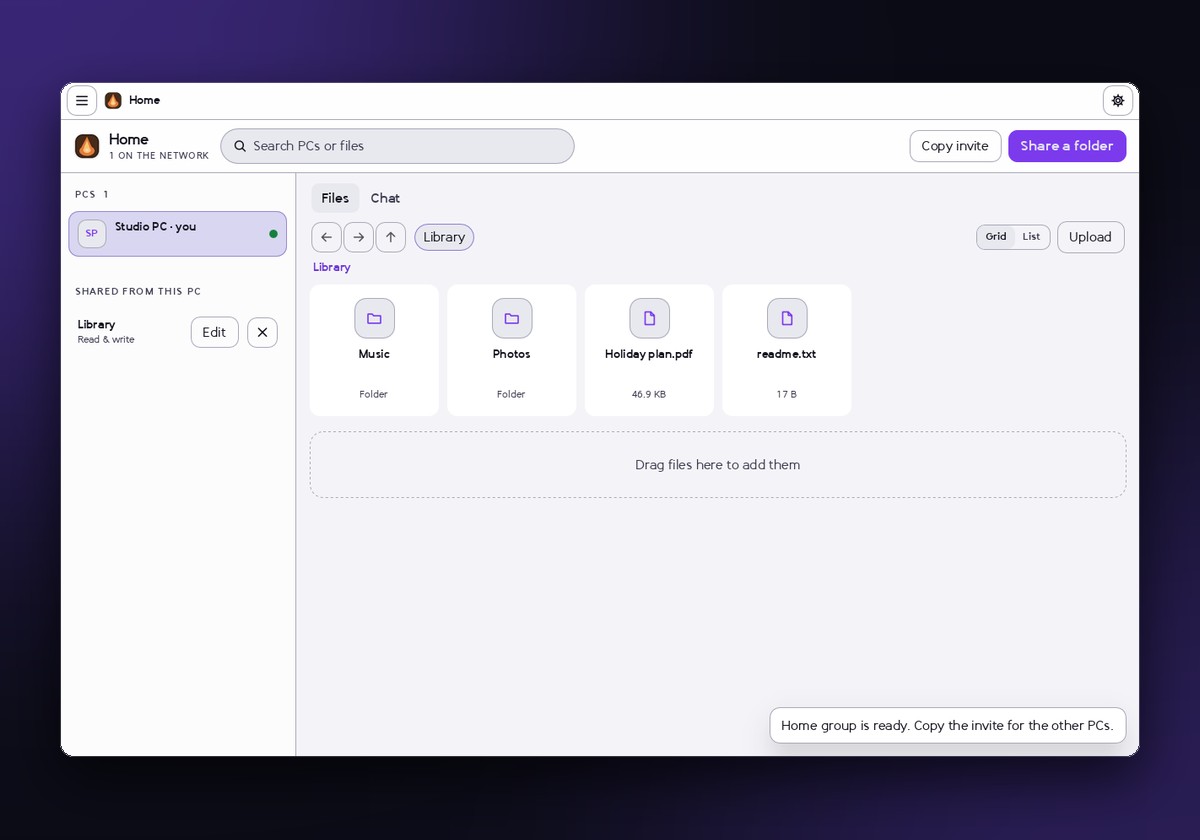 Home
Home
1 ON THE NETWORK
Search PCs or files
Copy invite
Share a folder
PCS 1
SP
Studio PC · you
SHARED FROM THIS PC
Library
Read & write
Edit
Files
Chat
Library
Grid
List
Upload
Library
Music
Folder
Photos
Folder
Holiday plan.pdf
46.9 KB
readme.txt
17 B
Drag files here to add them
Home group is ready. Copy the invite for the other PCs.